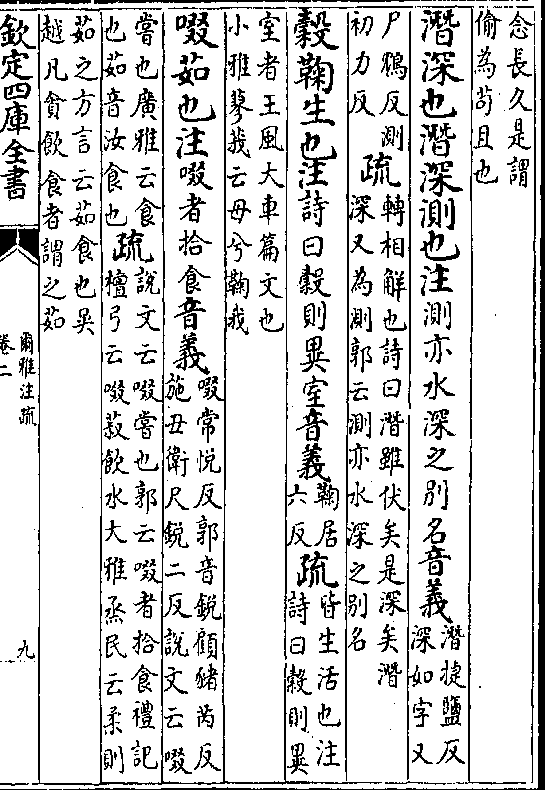 念長久是謂
偷為苟且也
潛深也潛深測也注測亦水深之别名音義潛捷鹽反
深如字又
尸鴆反測
初力反疏轉相解也詩曰潛雖伏矣是深矣潛
深又為測郭云測亦水深之别名
穀鞠生也注詩曰穀則異室音義鞠居
六反疏皆生活也注
詩曰穀則異
室者王風大車篇文也
小雅蓼莪云母兮鞠我
啜茹也注啜者拾食音義啜常悦反郭音鋭顧豬芮反
施丑衛尺鋭二反說文云啜
嘗也廣雅云食
也茹音汝食也疏說文云啜嘗也郭云啜者拾食禮記
檀弓云啜菽飲水大雅烝民云柔則
茹之方言云茹食也吳
越凡貪飲食者謂之茹
欽定四庫全書
爾雅注疏
卷二
九